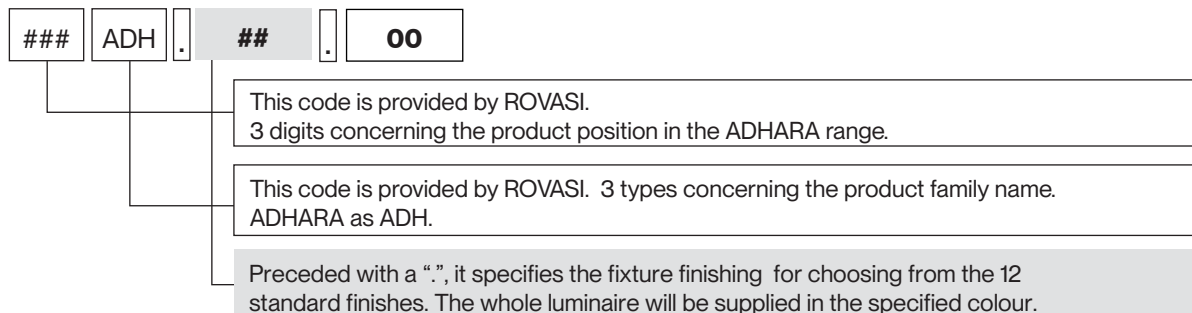 ### ADH . ## . 00
This code is provided by ROVASI.
3 digits concerning the product position in the ADHARA range.
This code is provided by ROVASI. 3 types concerning the product family name.
ADHARA as ADH.
Preceded with a “.”, it specifies the fixture finishing for choosing from the 12
standard finishes. The whole luminaire will be supplied in the specified colour.